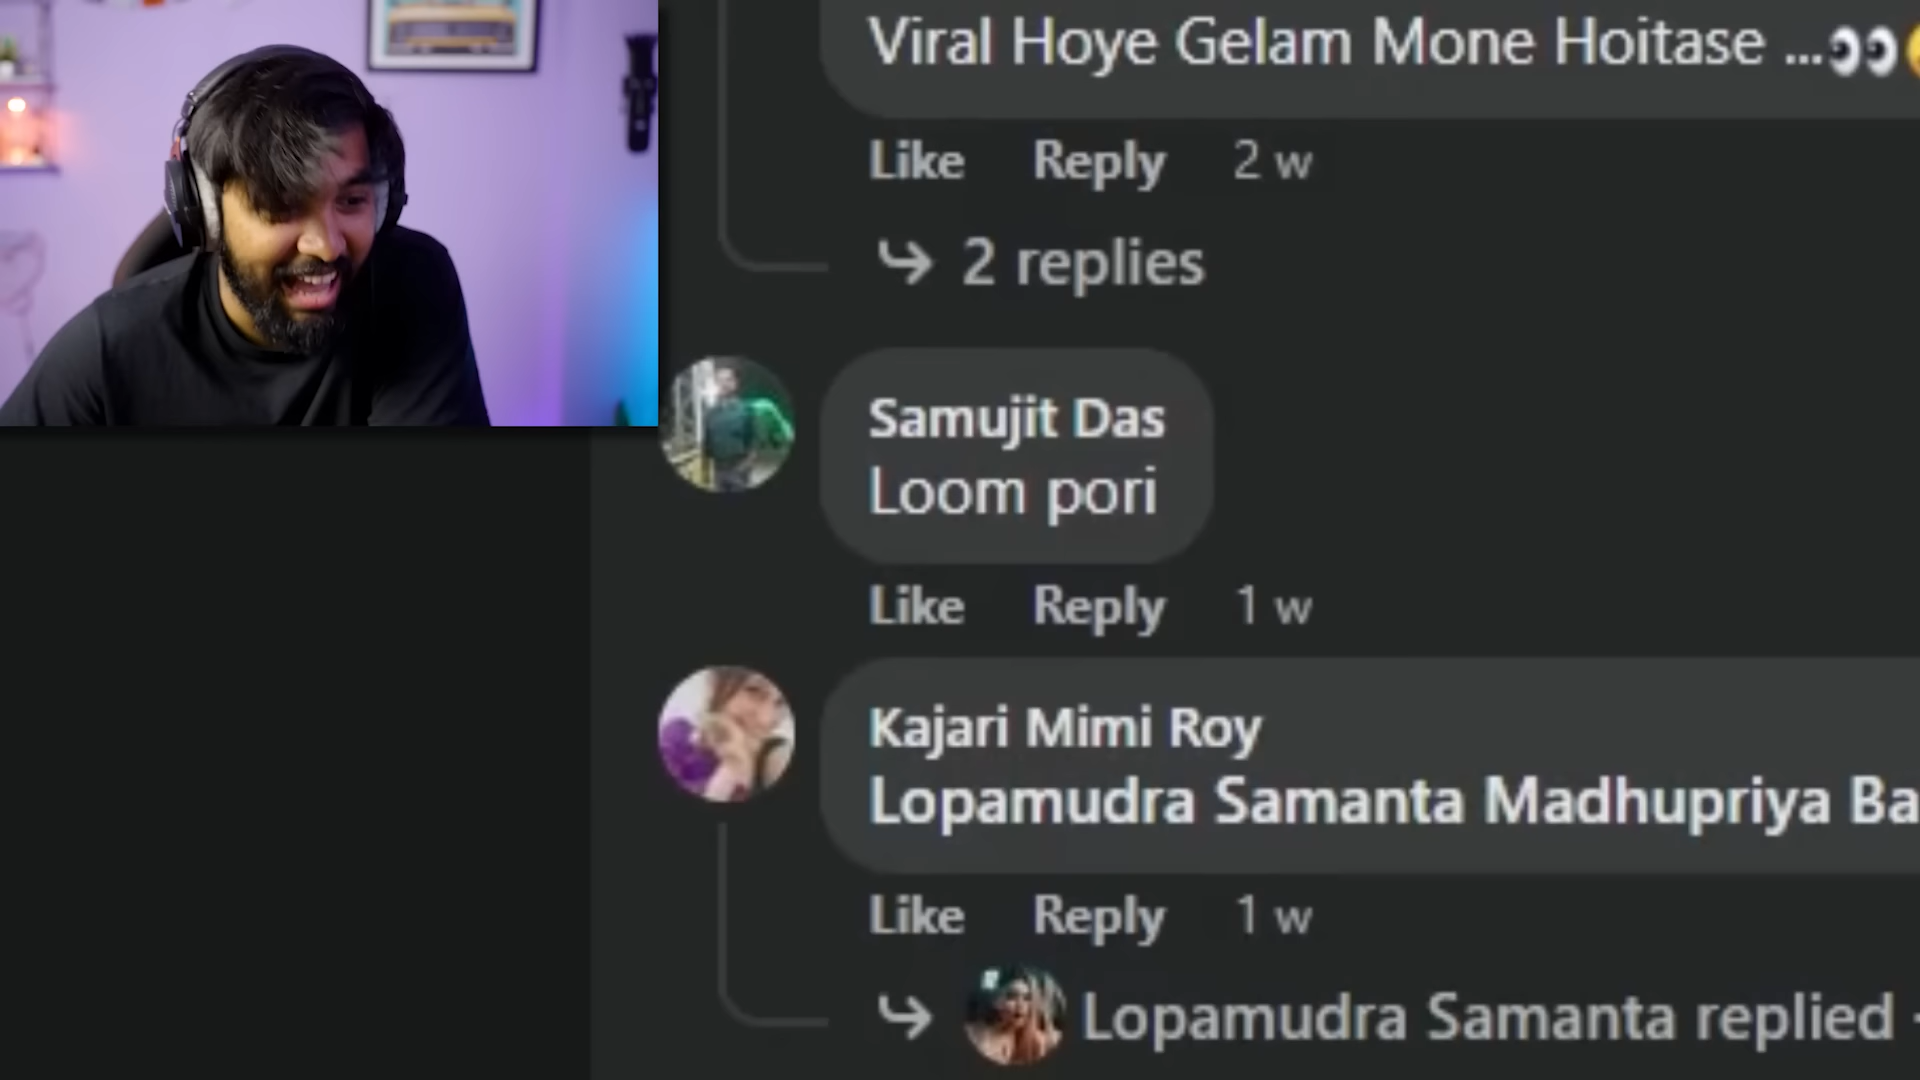 Viral Hoye Gelam Mone Hoitase ...👀
Like Reply 2 w
2 replies
Samujit Das
Loom pori
Like Reply 1 w
Kajari Mimi Roy
Lopamudra Samanta Madhupriya Ba
Like Reply 1 w
Lopamudra Samanta replied ·